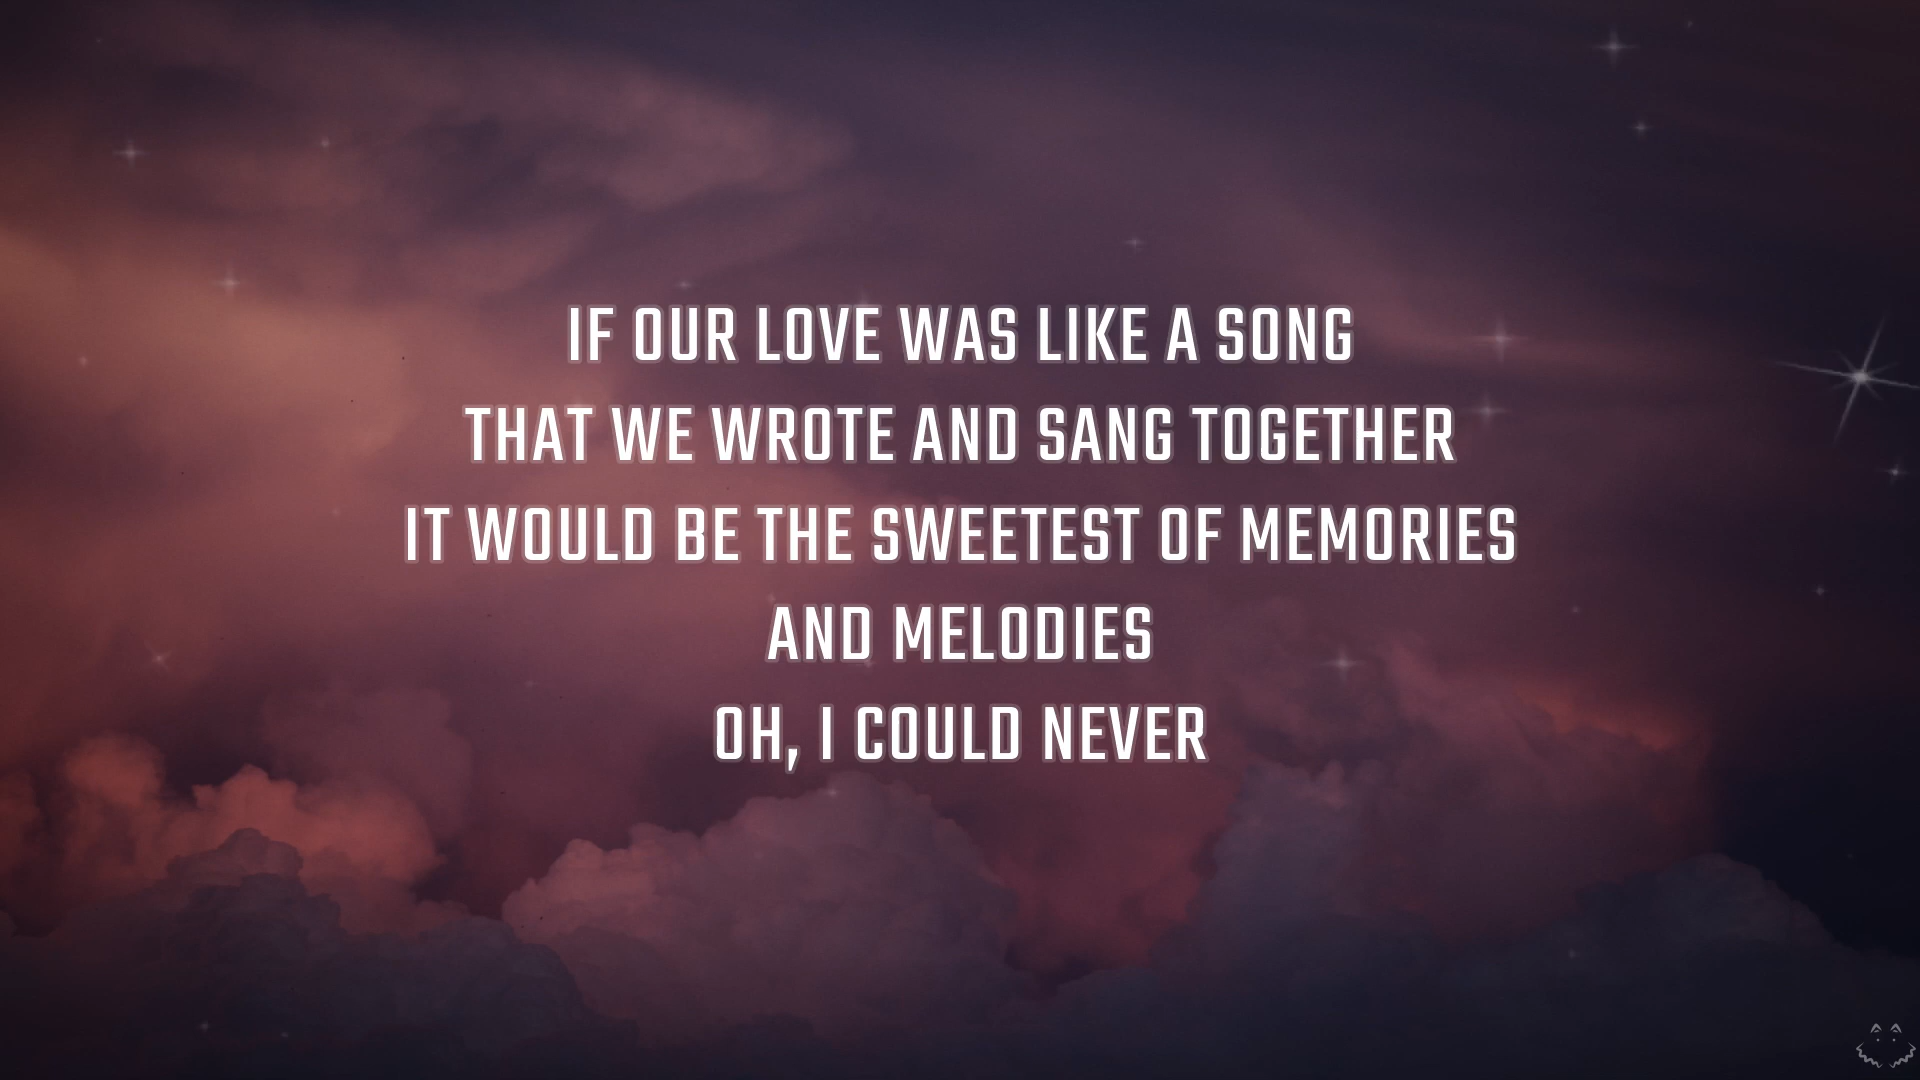 IF OUR LOVE WAS LIKE A SONG
THAT WE WROTE AND SANG TOGETHER
IT WOULD BE THE SWEETEST OF MEMORIES
AND MELODIES
OH, I COULD NEVER